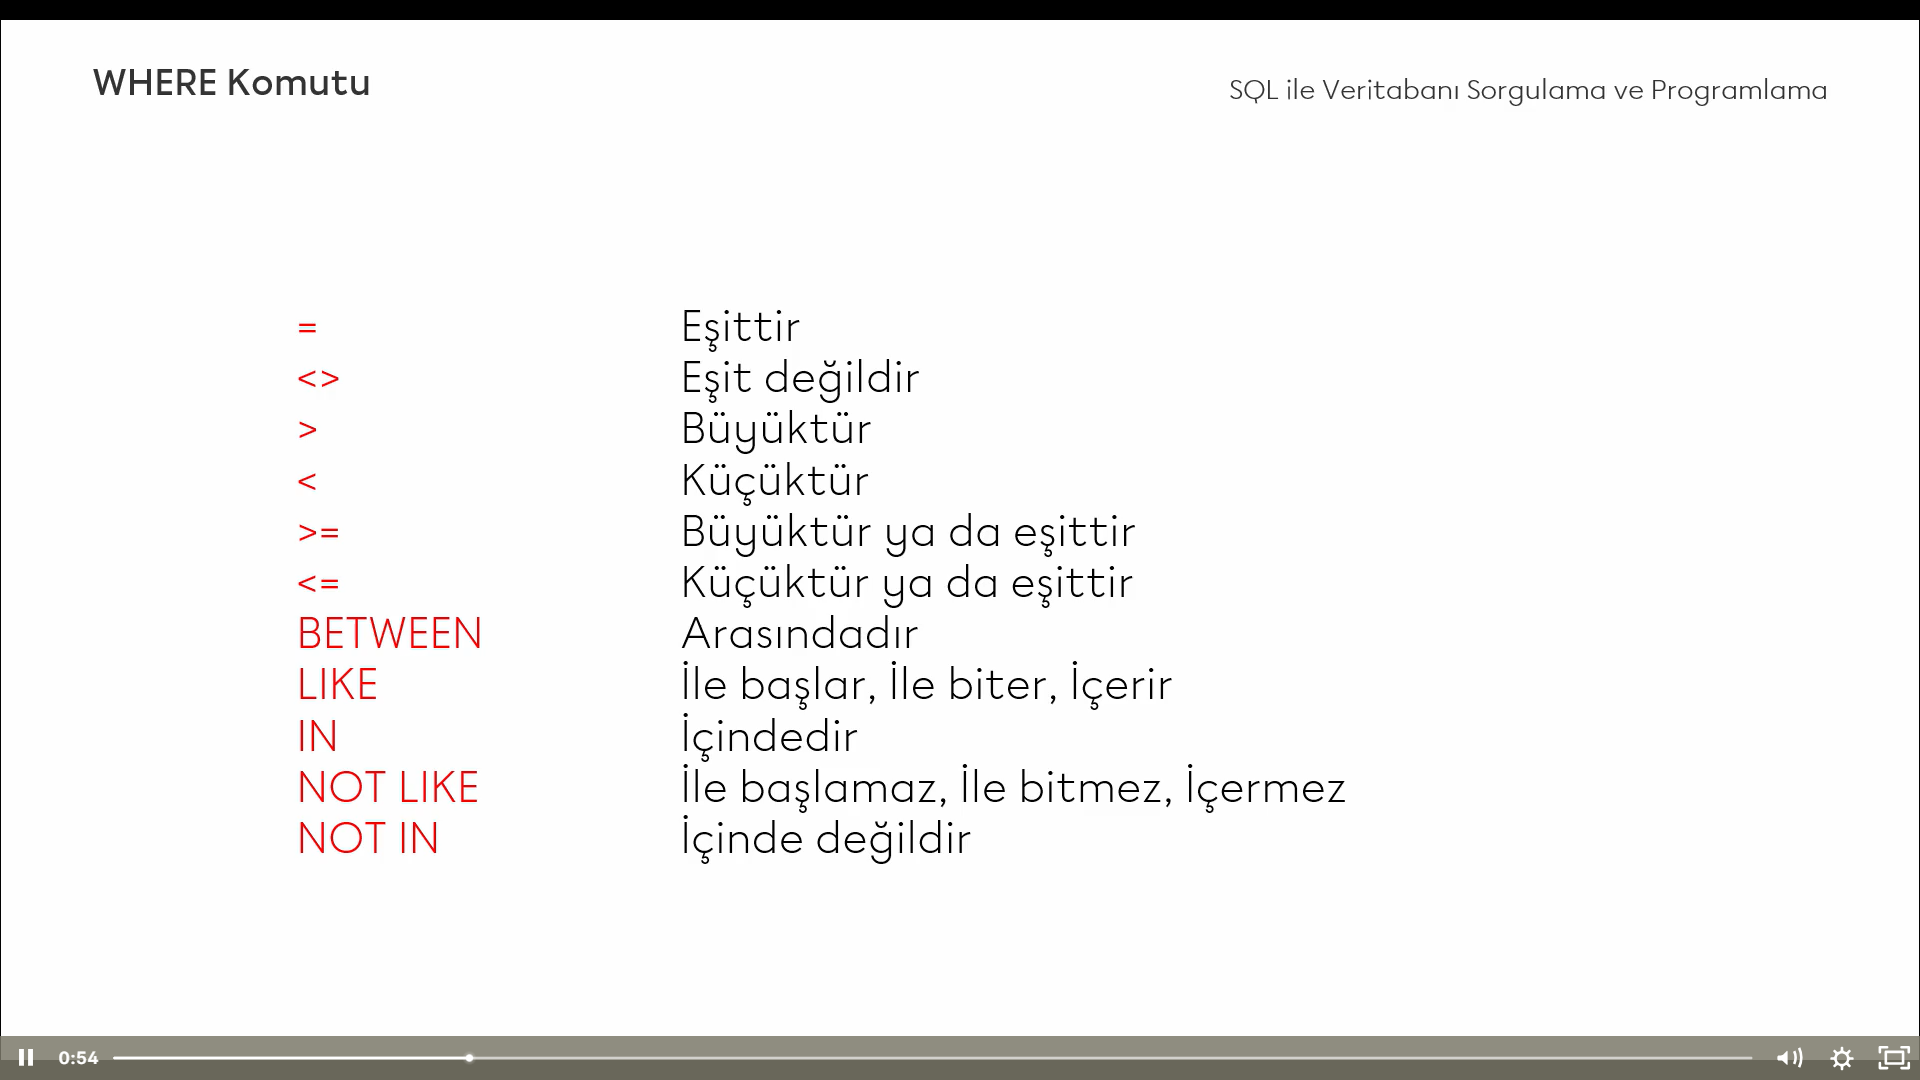 WHERE Komutu
SQL ile Veritabanı Sorgulama ve Programlama
= Eşittir
<> Eşit değildir
> Büyüktür
< Küçüktür
>= Büyüktür ya da eşittir
<= Küçüktür ya da eşittir
BETWEEN Arasındadır
LIKE İle başlar, İle biter, İçerir
IN İçindedir
NOT LIKE İle başlamaz, İle bitmez, İçermez
NOT IN İçinde değildir
0:54